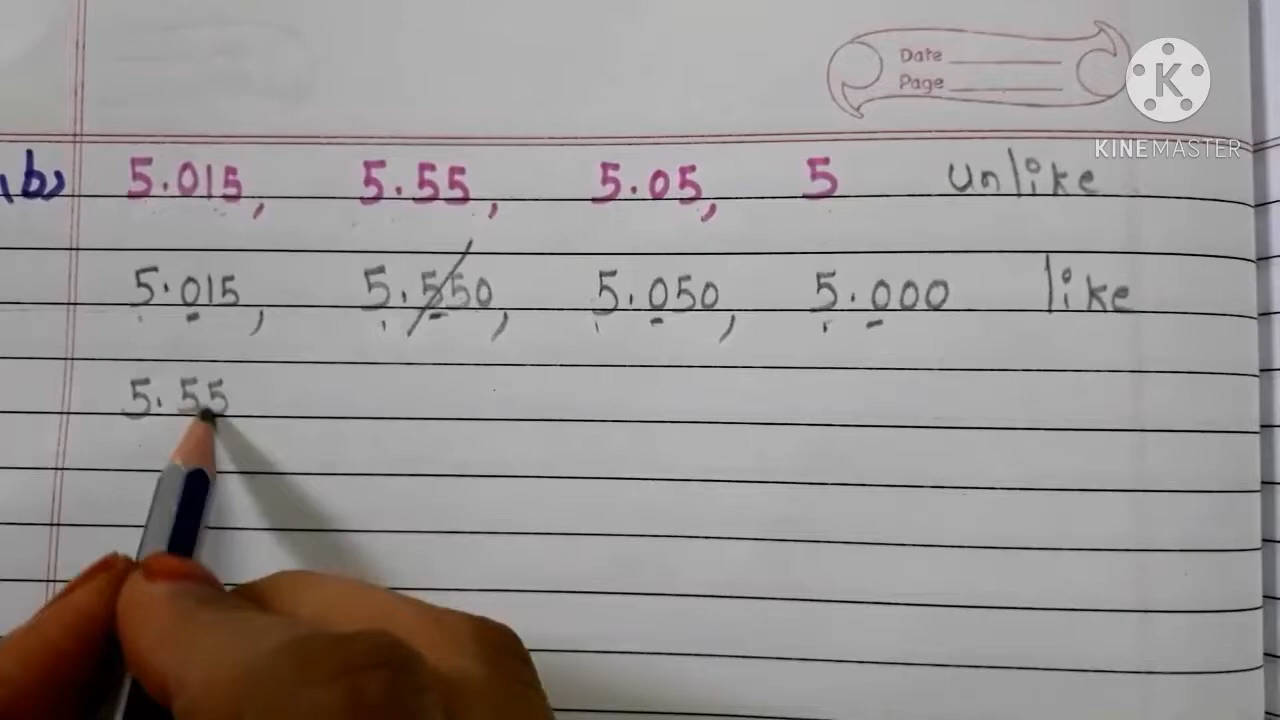 Date
Page
K
KINEMASTER
(b) 5.015, 5.55, 5.05, 5 unlike
5.015, 5.550, 5.050, 5.000 like
5.55